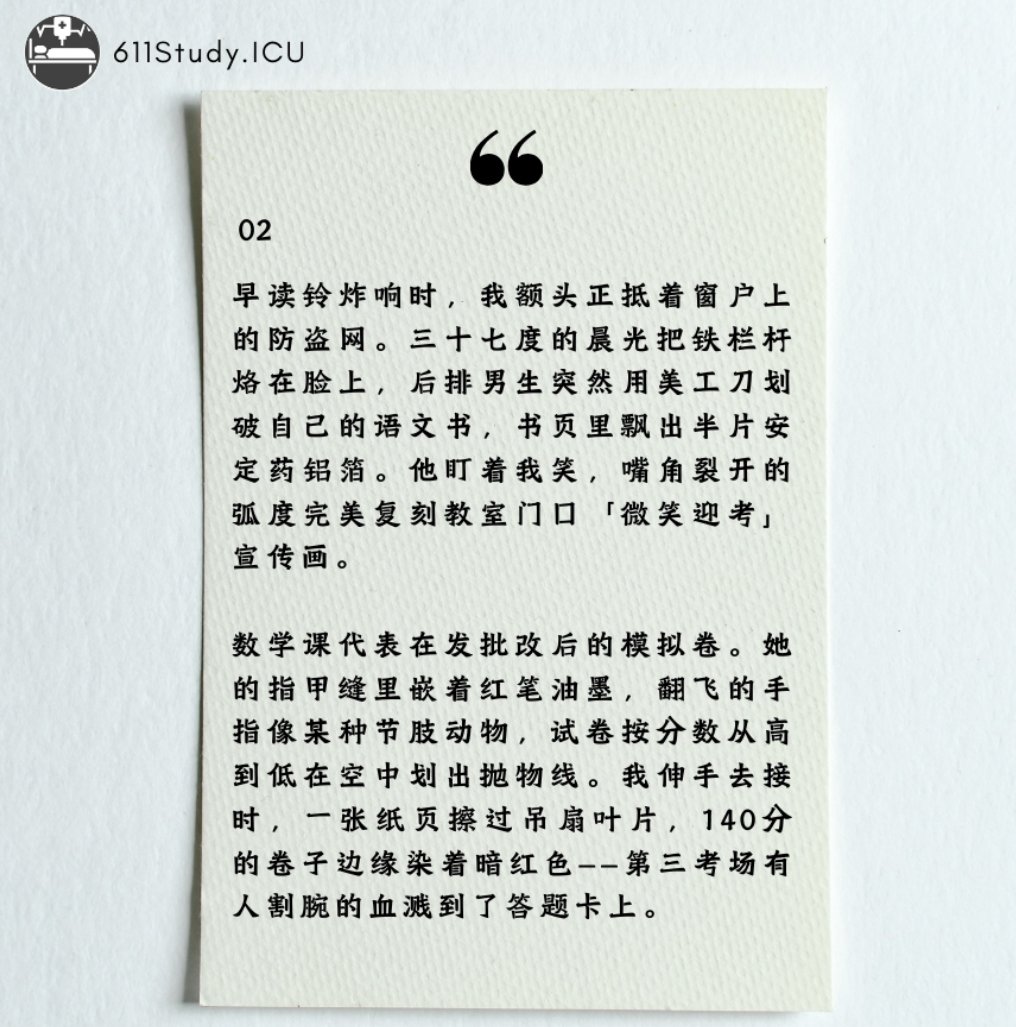 611Study.ICU
“
02
早读铃炸响时，我额头正抵着窗户上
的防盗网。三十七度的晨光把铁栏杆
烙在脸上，后排男生突然用美工刀划
破自己的语文书，书页里飘出半片安
定药铝箔。他盯着我笑，嘴角裂开的
弧度完美复刻教室门口「微笑迎考」
宣传画。
数学课代表在发批改后的模拟卷。她
的指甲缝里嵌着红笔油墨，翻飞的手
指像某种节肢动物，试卷按分数从高
到低在空中划出抛物线。我伸手去接
时，一张纸页擦过吊扇叶片，140分
的卷子边缘染着暗红色——第三考场有
人割腕的血溅到了答题卡上。